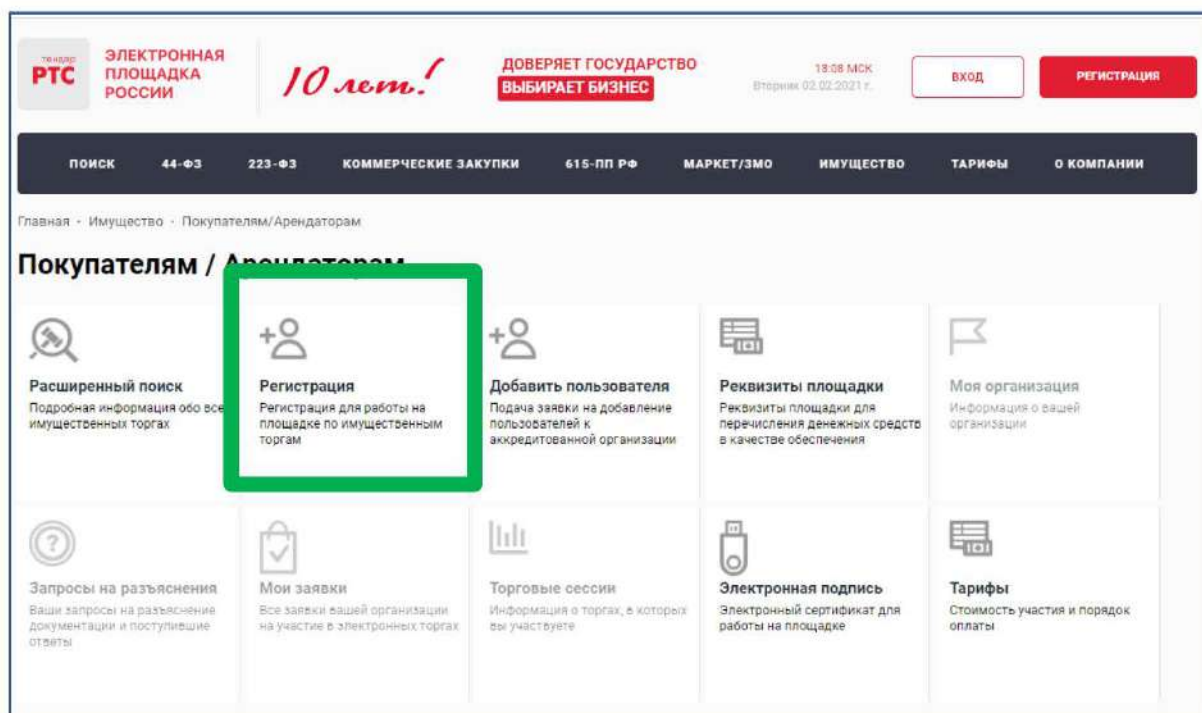 тендер
РТС
ЭЛЕКТРОННАЯ
ПЛОЩАДКА
РОССИИ
10 лет!
ДОВЕРЯЕТ ГОСУДАРСТВО
ВЫБИРАЕТ БИЗНЕС
18:08 МСК
Вторник 02.02.2021 г.
ВХОД
РЕГИСТРАЦИЯ
ПОИСК 44-ФЗ 223-ФЗ КОММЕРЧЕСКИЕ ЗАКУПКИ 615-ПП РФ МАРКЕТ/ЗМО ИМУЩЕСТВО ТАРИФЫ О КОМПАНИИ
Главная - Имущество - Покупателям/Арендаторам
Покупателям / Арендаторам
Расширенный поиск
Подробная информация обо все
имущественных торгах
Регистрация
Регистрация для работы на
площадке по имущественным
торгам
Добавить пользователя
Подача заявки на добавление
пользователей к
аккредитованной организации
Реквизиты площадки
Реквизиты площадки для
перечисления денежных средств
в качестве обеспечения
Моя организация
Информация о вашей
организации
Запросы на разъяснения
Ваши запросы на разъяснение
документации и поступившие
ответы
Мои заявки
Все заявки вашей организации
на участие в электронных торгах
Торговые сессии
Информация о торгах, в которых
вы участвуете
Электронная подпись
Электронный сертификат для
работы на площадке
Тарифы
Стоимость участия и порядок
оплаты